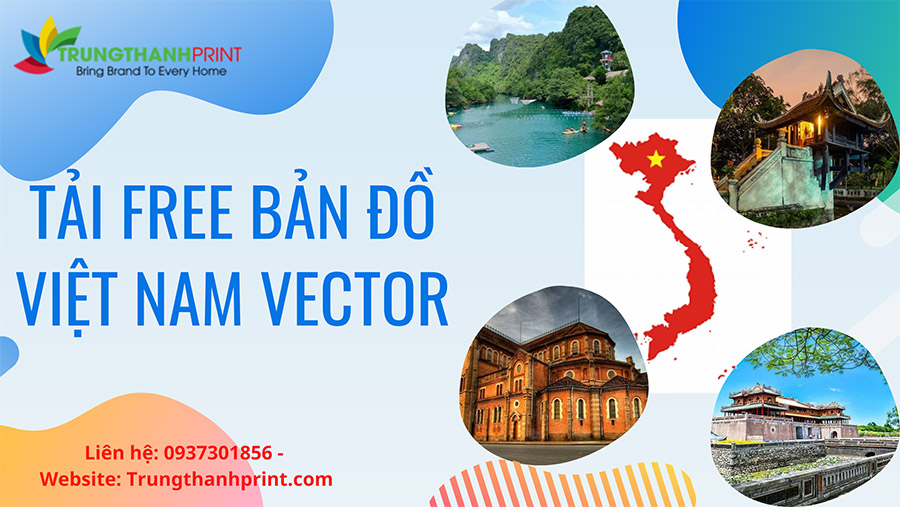 TRUNGTHANHPRINT
Bring Brand To Every Home
TẢI FREE BẢN ĐỒ
VIỆT NAM VECTOR
Liên hệ: 0937301856 -
Website: Trungthanhprint.com